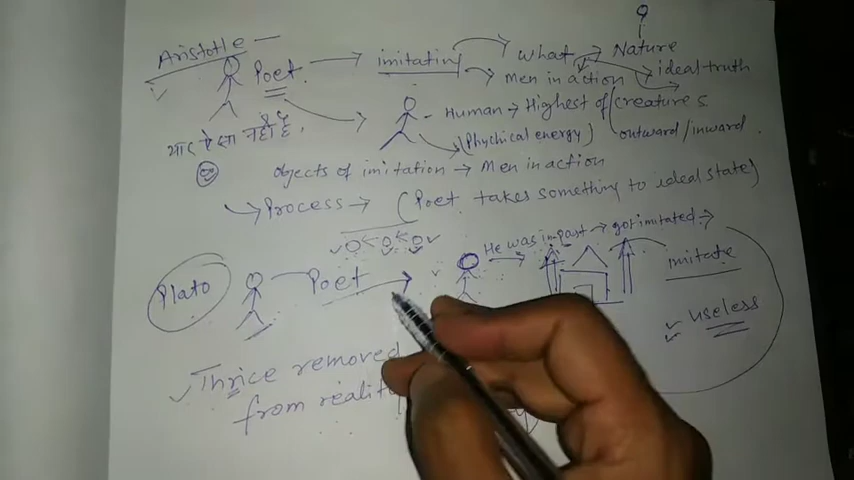 Aristotle -
Poet → imitating → what → Nature
Men in action → ideal truth
- Human → Highest of creatures
यार ऐसा नहीं है, (Phychical energy) outward/inward.
objects of imitation → Men in action
Process → (Poet takes something to ideal state)
He was in past → got imitated →
Plato Poet imitate
useless
Thrice removed
from reality